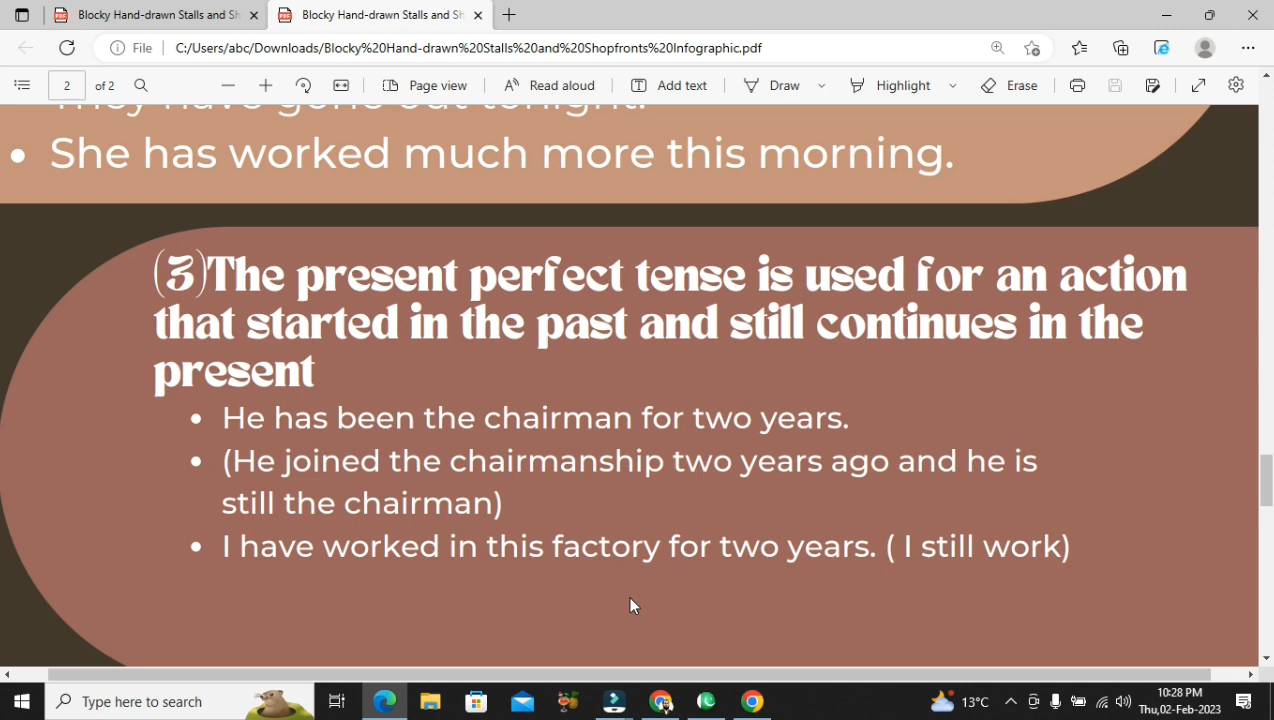 Blocky Hand-drawn Stalls and Sh
Blocky Hand-drawn Stalls and Sh
File
C:/Users/abc/Downloads/Blocky%20Hand-drawn%20Stalls%20and%20Shopfronts%20Infographic.pdf
2 of 2
Page view
Read aloud
Add text
Draw
Highlight
Erase
They have gone out tonight.
• She has worked much more this morning.
(3)The present perfect tense is used for an action
that started in the past and still continues in the
present
• He has been the chairman for two years.
• (He joined the chairmanship two years ago and he is
still the chairman)
• I have worked in this factory for two years. ( I still work)
Type here to search
13°C
10:28 PM
Thu,02-Feb-2023